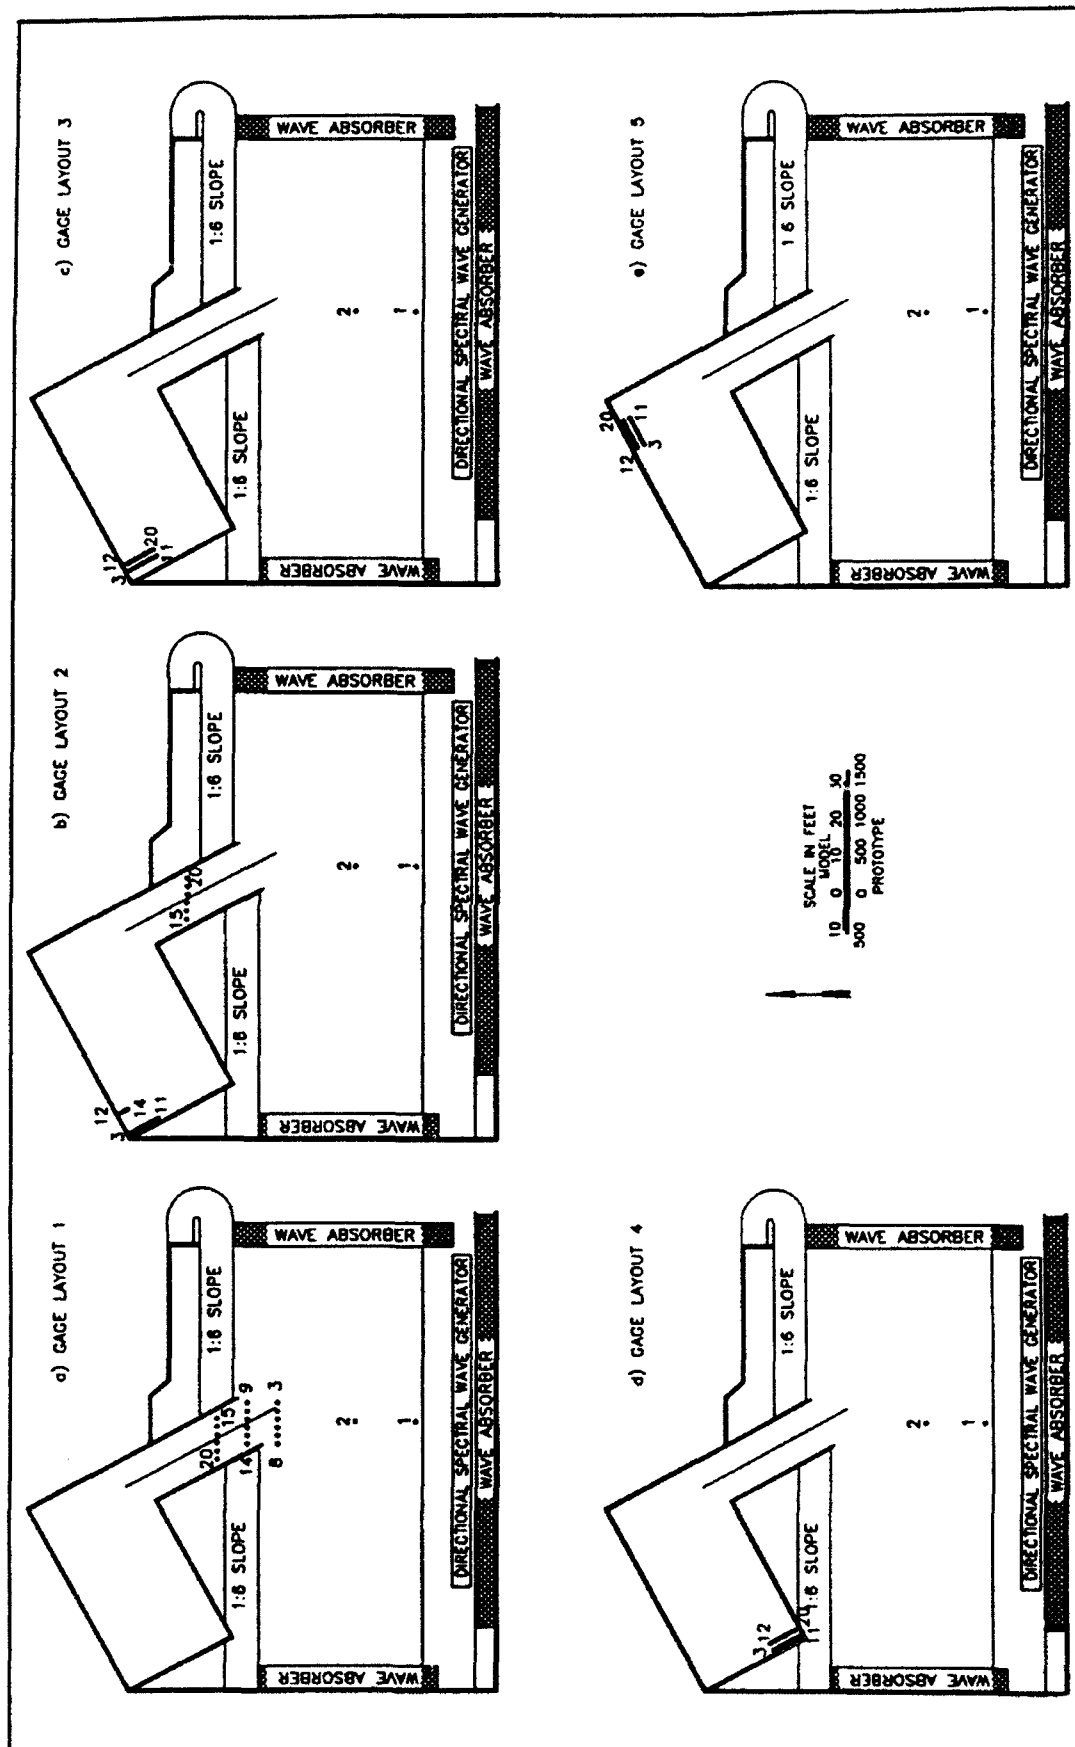 a) GAGE LAYOUT 1
20
15
14
9
8
3
2
1
1:6 SLOPE
1:6 SLOPE
WAVE ABSORBER
WAVE ABSORBER
DIRECTIONAL SPECTRAL WAVE GENERATOR
WAVE ABSORBER
b) GAGE LAYOUT 2
3
12
14
11
15
20
2
1
1:6 SLOPE
1:6 SLOPE
WAVE ABSORBER
WAVE ABSORBER
DIRECTIONAL SPECTRAL WAVE GENERATOR
WAVE ABSORBER
c) GAGE LAYOUT 3
3
12
20
11
2
1
1:6 SLOPE
1:6 SLOPE
WAVE ABSORBER
WAVE ABSORBER
DIRECTIONAL SPECTRAL WAVE GENERATOR
WAVE ABSORBER
d) GAGE LAYOUT 4
3
12
20
11
2
1
1:6 SLOPE
1:6 SLOPE
WAVE ABSORBER
WAVE ABSORBER
DIRECTIONAL SPECTRAL WAVE GENERATOR
WAVE ABSORBER
SCALE IN FEET
MODEL
10 0 10 20 30
500 0 500 1000 1500
PROTOTYPE
e) GAGE LAYOUT 5
12
20
3
11
2
1
1:6 SLOPE
1 6 SLOPE
WAVE ABSORBER
WAVE ABSORBER
DIRECTIONAL SPECTRAL WAVE GENERATOR
WAVE ABSORBER